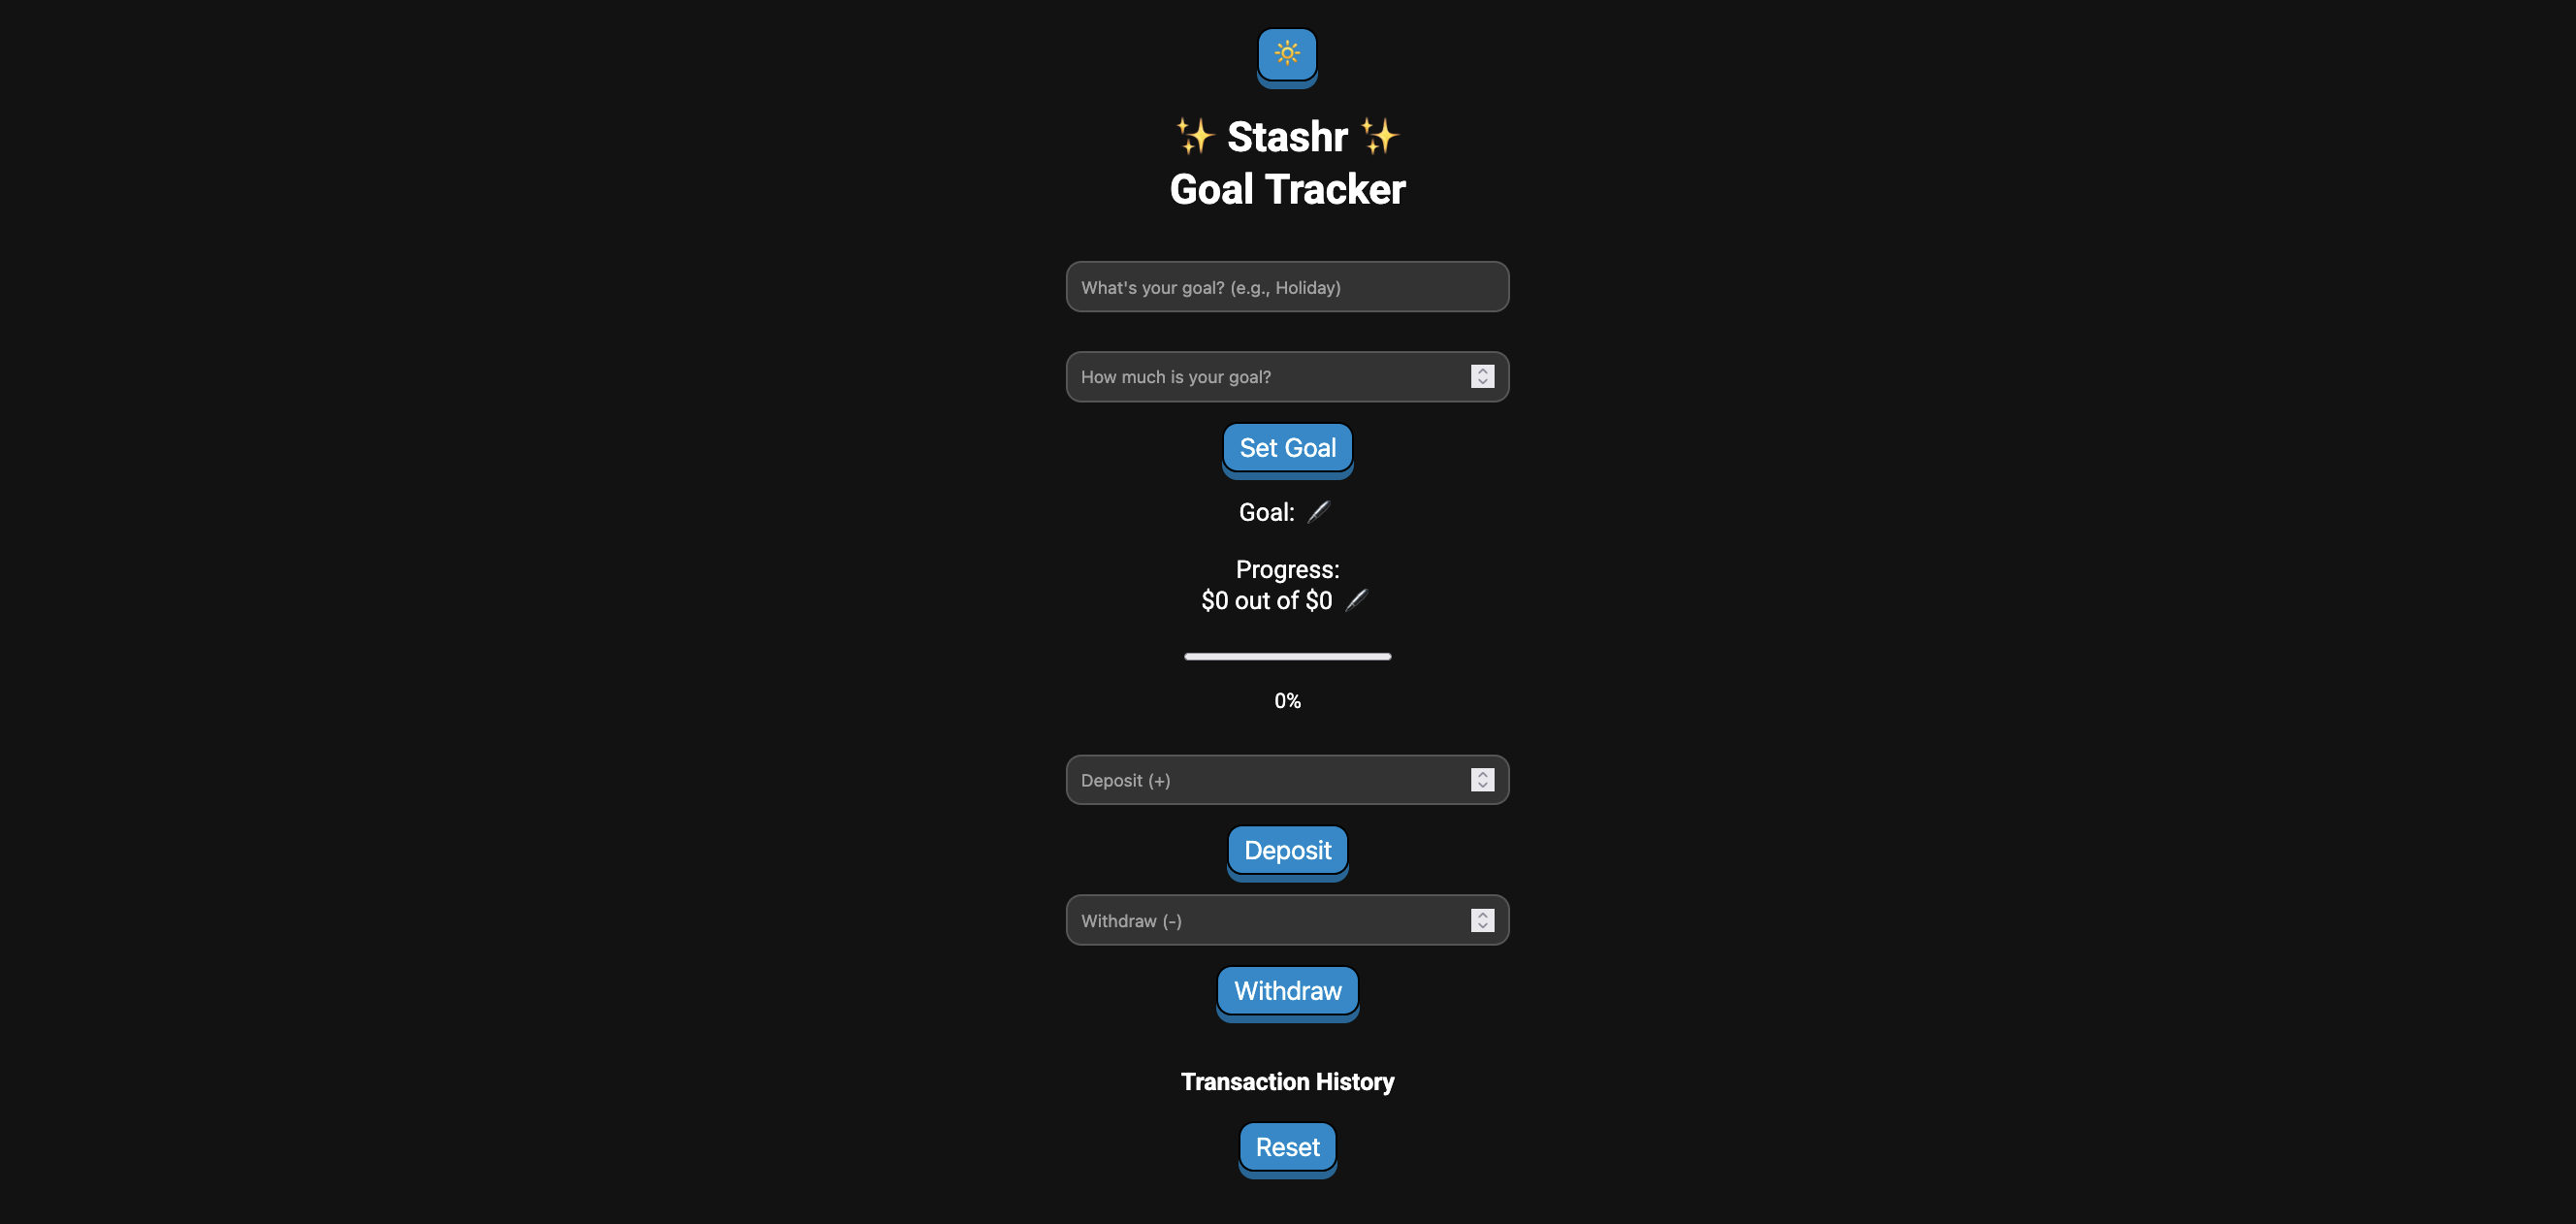 ✨ Stashr ✨
Goal Tracker
What's your goal? (e.g., Holiday)
How much is your goal?
Set Goal
Goal:
Progress:
$0 out of $0
0%
Deposit (+)
Deposit
Withdraw (-)
Withdraw
Transaction History
Reset